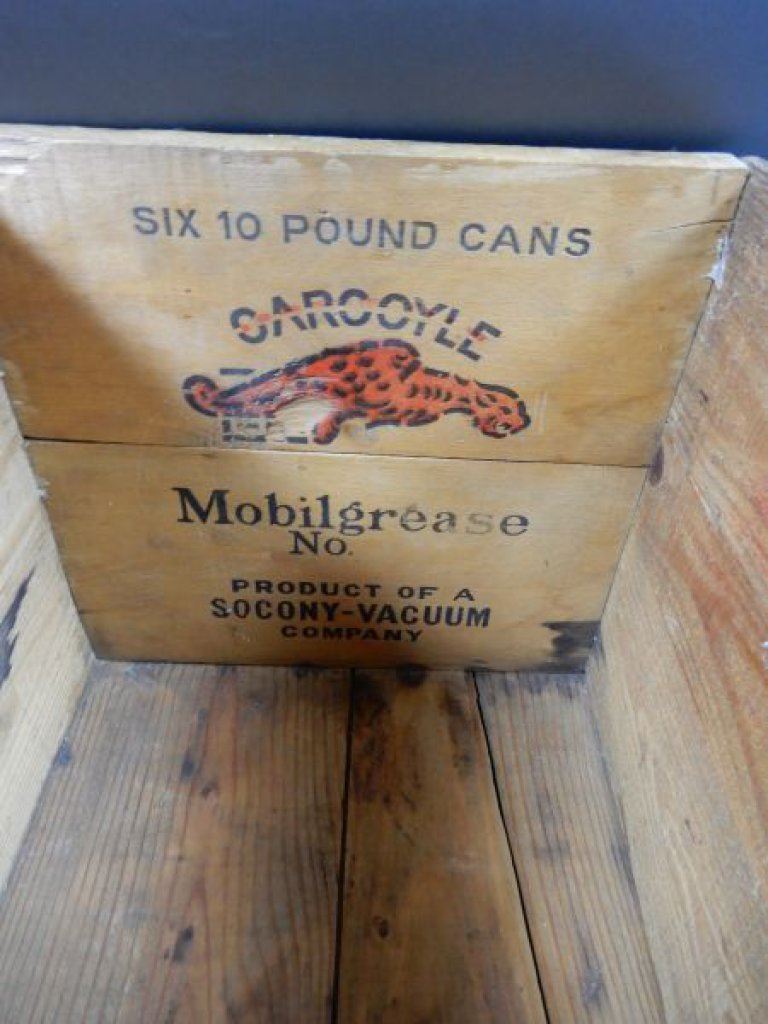 SIX 10 POUND CANS
GARGOYLE
Mobilgrease
No.
PRODUCT OF A
SOCONY-VACUUM
COMPANY